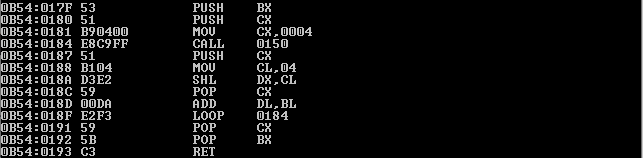 0B54:017F 53 PUSH BX
0B54:0180 51 PUSH CX
0B54:0181 B90400 MOV CX,0004
0B54:0184 E8C9FF CALL 0150
0B54:0187 51 PUSH CX
0B54:0188 B104 MOV CL,04
0B54:018A D3E2 SHL DX,CL
0B54:018C 59 POP CX
0B54:018D 00DA ADD DL,BL
0B54:018F E2F3 LOOP 0184
0B54:0191 59 POP CX
0B54:0192 5B POP BX
0B54:0193 C3 RET